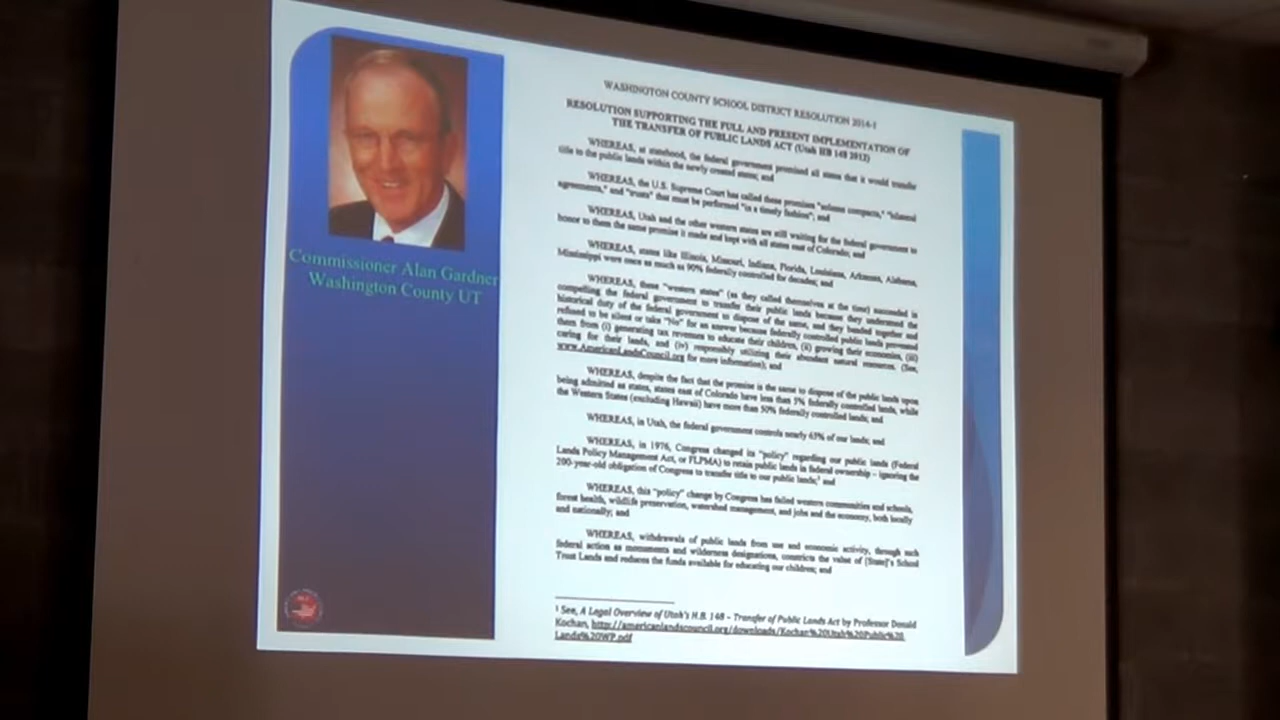 Commissioner Alan Gardner
Washington County UT
WASHINGTON COUNTY SCHOOL DISTRICT RESOLUTION 2014-1
RESOLUTION SUPPORTING THE FULL AND PRESENT IMPLEMENTATION OF
THE TRANSFER OF PUBLIC LANDS ACT (Utah HB 148 2012)
WHEREAS, at statehood, the federal government promised all states that it would transfer
title to the public lands within the newly created states; and
WHEREAS, the U.S. Supreme Court has called these promises "solemn compacts," "bilateral
agreements," and "trusts" that must be performed "in a timely fashion"; and
WHEREAS, Utah and the other western states are still waiting for the federal government to
honor to them the same promise it made and kept with all states east of Colorado; and
WHEREAS, states like Illinois, Missouri, Indiana, Florida, Louisiana, Arkansas, Alabama,
Mississippi were once as much as 90% federally controlled for decades; and
WHEREAS, these "western states" (as they called themselves at the time) succeeded in
compelling the federal government to transfer their public lands because they understood the
historical duty of the federal government to dispose of the same, and they banded together and
refused to be silent or take "No" for an answer because federally controlled public lands prevented
them from (i) generating tax revenues to educate their children, (ii) growing their economies, (iii)
caring for their lands, and (iv) responsibly utilizing their abundant natural resources. (See,
www.AmericanLandsCouncil.org for more information); and
WHEREAS, despite the fact that the promise is the same to dispose of the public lands upon
being admitted as states, states east of Colorado have less than 5% federally controlled lands, while
the Western States (excluding Hawaii) have more than 50% federally controlled lands; and
WHEREAS, in Utah, the federal government controls nearly 65% of our lands; and
WHEREAS, in 1976, Congress changed its "policy" regarding our public lands (Federal
Lands Policy Management Act, or FLPMA) to retain public lands in federal ownership – ignoring the
200-year-old obligation of Congress to transfer title to our public lands;¹ and
WHEREAS, this "policy" change by Congress has failed western communities and schools,
forest health, wildlife preservation, watershed management, and jobs and the economy, both locally
and nationally; and
WHEREAS, withdrawals of public lands from use and economic activity, through such
federal action as monuments and wilderness designations, constricts the value of [State]'s School
Trust Lands and reduces the funds available for educating our children; and
¹ See, A Legal Overview of Utah's H.B. 148 – Transfer of Public Lands Act by Professor Donald
Kochan, http://americanlandscouncil.org/downloads/Kochan%20Utah%20Public%20
Lands%20WP.pdf